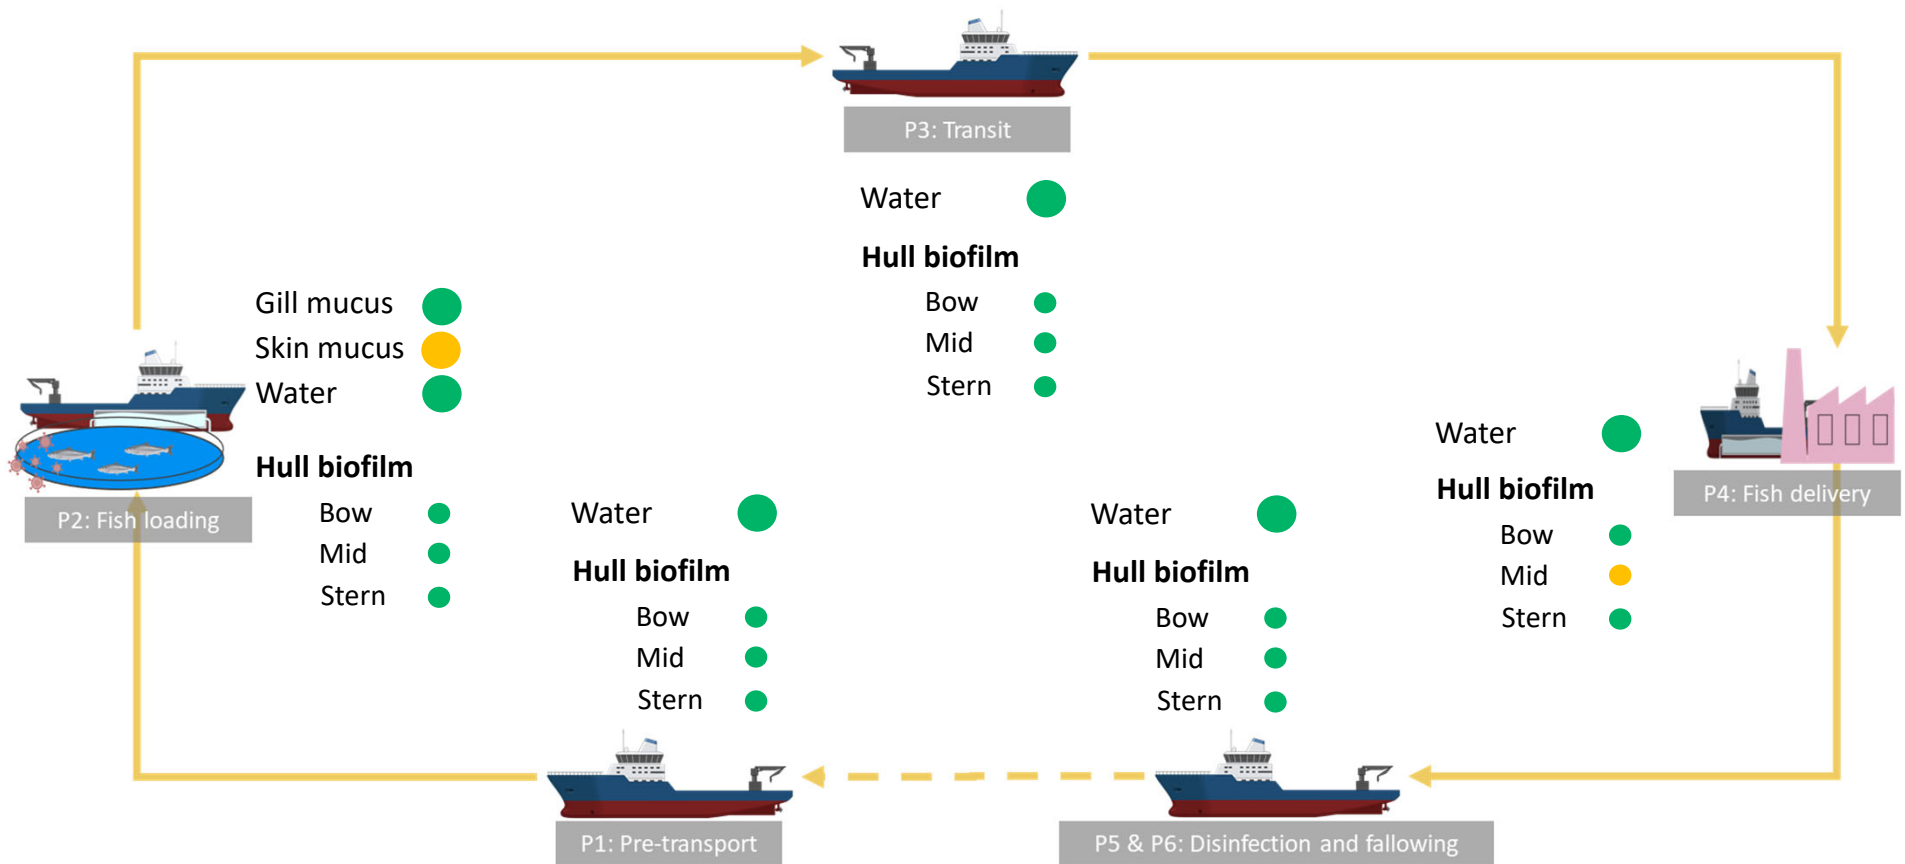 P3: Transit
Water
Hull biofilm
Bow
Mid
Stern
Gill mucus
Skin mucus
Water
Hull biofilm
Bow
Mid
Stern
P2: Fish loading
Water
Hull biofilm
Bow
Mid
Stern
P1: Pre-transport
Water
Hull biofilm
Bow
Mid
Stern
P5 & P6: Disinfection and fallowing
Water
Hull biofilm
Bow
Mid
Stern
P4: Fish delivery